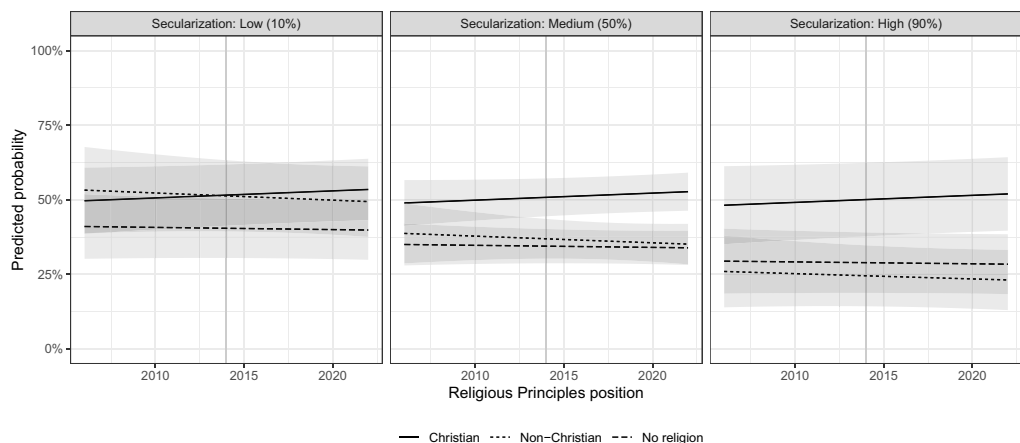 Secularization: Low (10%) Secularization: Medium (50%) Secularization: High (90%)
100%
75%
50%
25%
0%
Predicted probability
2010 2015 2020 2010 2015 2020 2010 2015 2020
Religious Principles position
Christian Non-Christian No religion